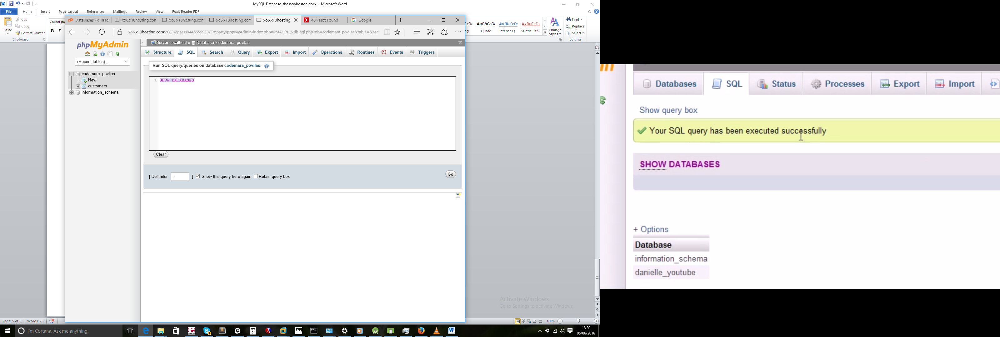 MySQL Database the newboston.docx - Microsoft Word
File Home Insert Page Layout References Mailings Review View Foxit Reader PDF
Cut
Copy
Format Painter
Paste
Clipboard
Calibri (B
B I
Databases - x10Ho xo6.x10hosting.con xo6.x10hosting.con xo6.x10hosting.con xo6.x10hosting. 404 Not Found Google
xo6.x10hosting.com:2083/cpsess9446659933/3rdparty/phpMyAdmin/index.php#PMAURL-6:db_sql.php?db=codemara_povilas&table=&ser
AaBbCcDc AaBbCcDc AABBCCDD
Quote Intense Q... Subtle Ref...
Change
Styles
Find
Replace
Select
Editing
phpMyAdmin
(Recent tables) ...
codemara_povilas
New
customers
information_schema
Server: localhost » Database: codemara_povilas
Structure SQL Search Query Export Import Operations Routines Events Triggers
Run SQL query/queries on database codemara_povilas:
1 SHOW DATABASES
Clear
[ Delimiter ; ] Show this query here again Retain query box
Go
Activate Windows
Go to Settings to activate Windows.
Page: 5 of 5 Words: 75
100%
I'm Cortana. Ask me anything.
18:30
05/06/2016
Databases SQL Status Processes Export Import
Show query box
Your SQL query has been executed successfully
SHOW DATABASES
+ Options
Database
information_schema
danielle_youtube